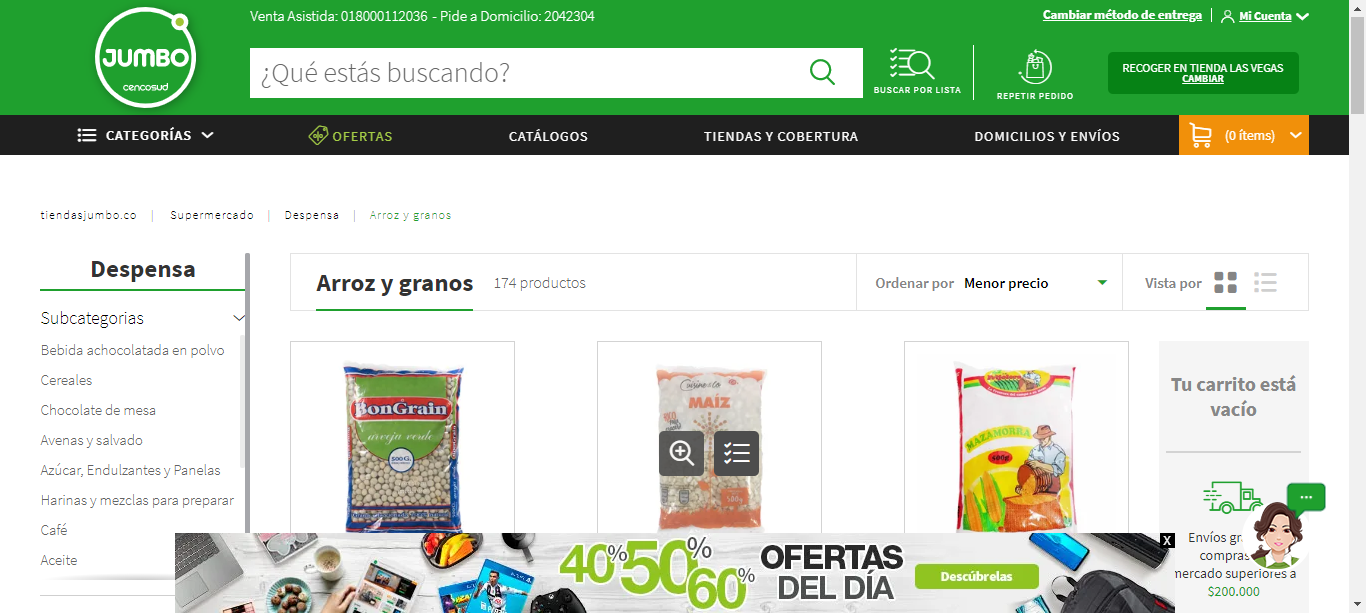 Venta Asistida: 018000112036 - Pide a Domicilio: 2042304
Cambiar método de entrega
Mi Cuenta
JUMBO
cencosud
¿Qué estás buscando?
BUSCAR POR LISTA
REPETIR PEDIDO
RECOGER EN TIENDA LAS VEGAS
CAMBIAR
CATEGORÍAS
OFERTAS
CATÁLOGOS
TIENDAS Y COBERTURA
DOMICILIOS Y ENVÍOS
(0 ítems)
tiendasjumbo.co | Supermercado | Despensa | Arroz y granos
Despensa
Subcategorias
Bebida achocolatada en polvo
Cereales
Chocolate de mesa
Avenas y salvado
Azúcar, Endulzantes y Panelas
Harinas y mezclas para preparar
Café
Aceite
Arroz y granos
174 productos
Ordenar por Menor precio
Vista por
BonGrain
arveja verde
500 G.
Cuisine & Co
MAÍZ
500g
MAZAMORRA
Tu carrito está
vacío
Envíos gr
compras
mercado superiores a
$200.000
40% 50% 60%
OFERTAS
DEL DÍA
Descúbrelas
X